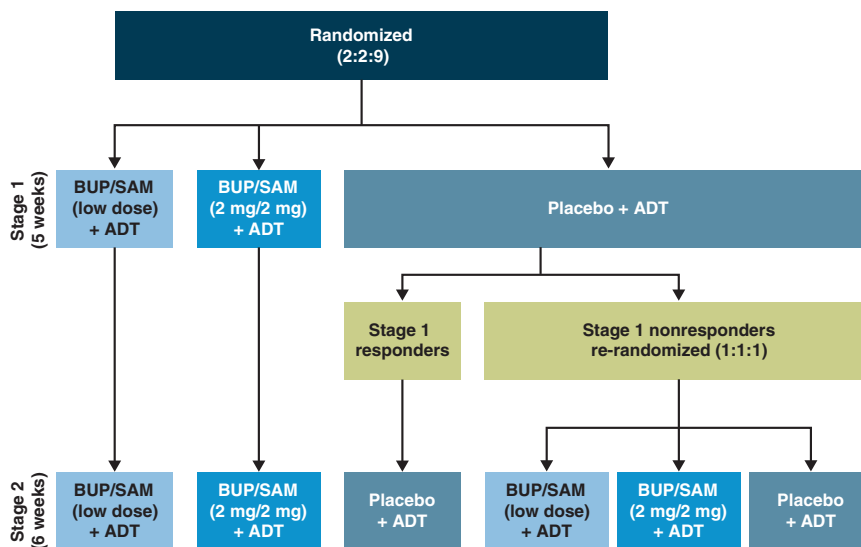 Randomized
(2:2:9)
Stage 1
(5 weeks)
BUP/SAM
(low dose)
+ ADT
BUP/SAM
(2 mg/2 mg)
+ ADT
Placebo + ADT
Stage 1
responders
Stage 1 nonresponders
re-randomized (1:1:1)
Stage 2
(6 weeks)
BUP/SAM
(low dose)
+ ADT
BUP/SAM
(2 mg/2 mg)
+ ADT
Placebo
+ ADT
BUP/SAM
(low dose)
+ ADT
BUP/SAM
(2 mg/2 mg)
+ ADT
Placebo
+ ADT